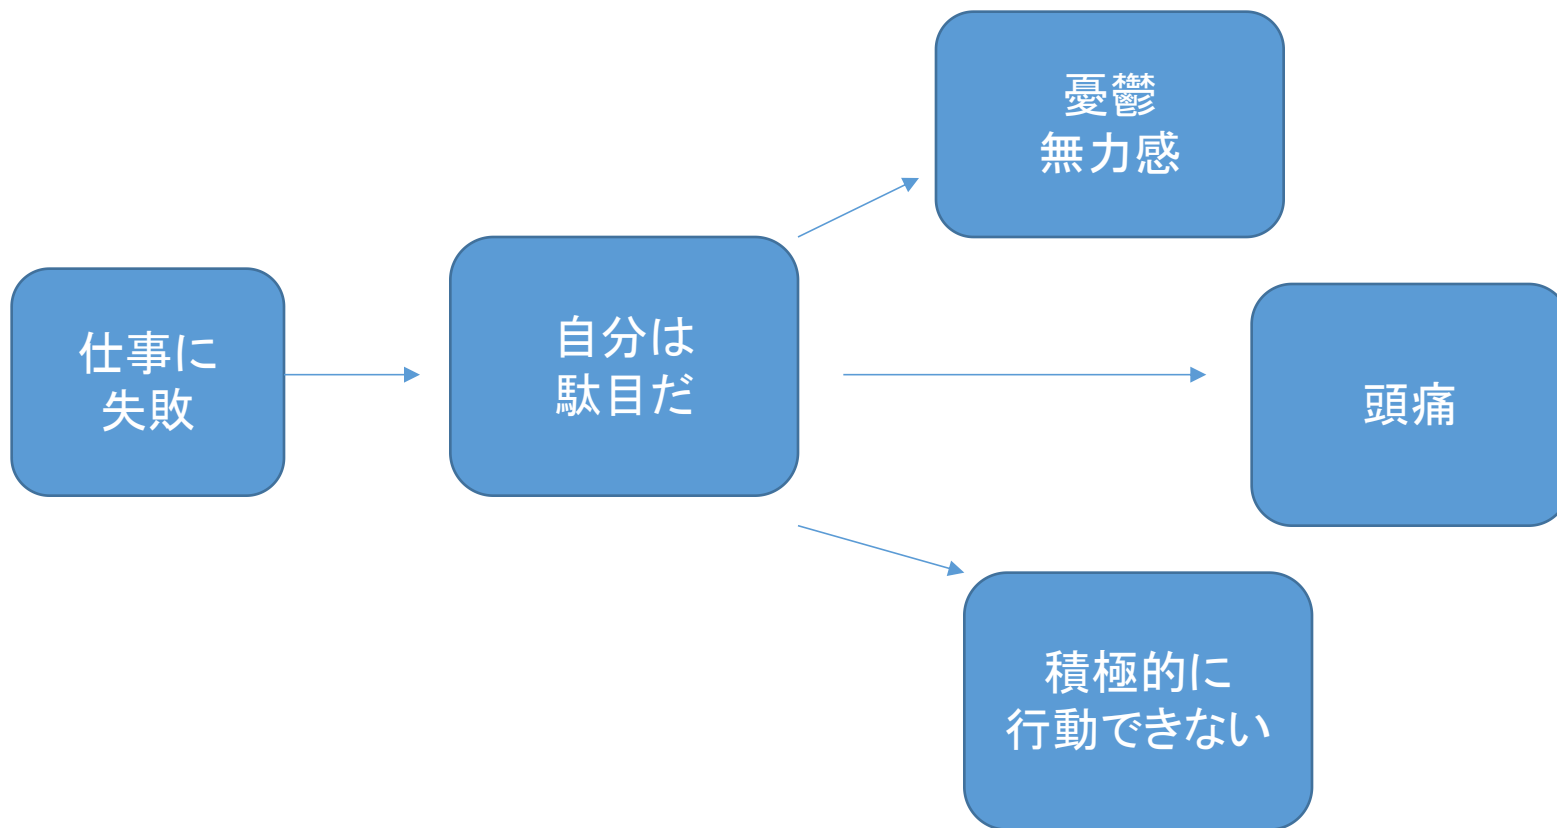 仕事に
失敗
自分は
駄目だ
憂鬱
無力感
頭痛
積極的に
行動できない